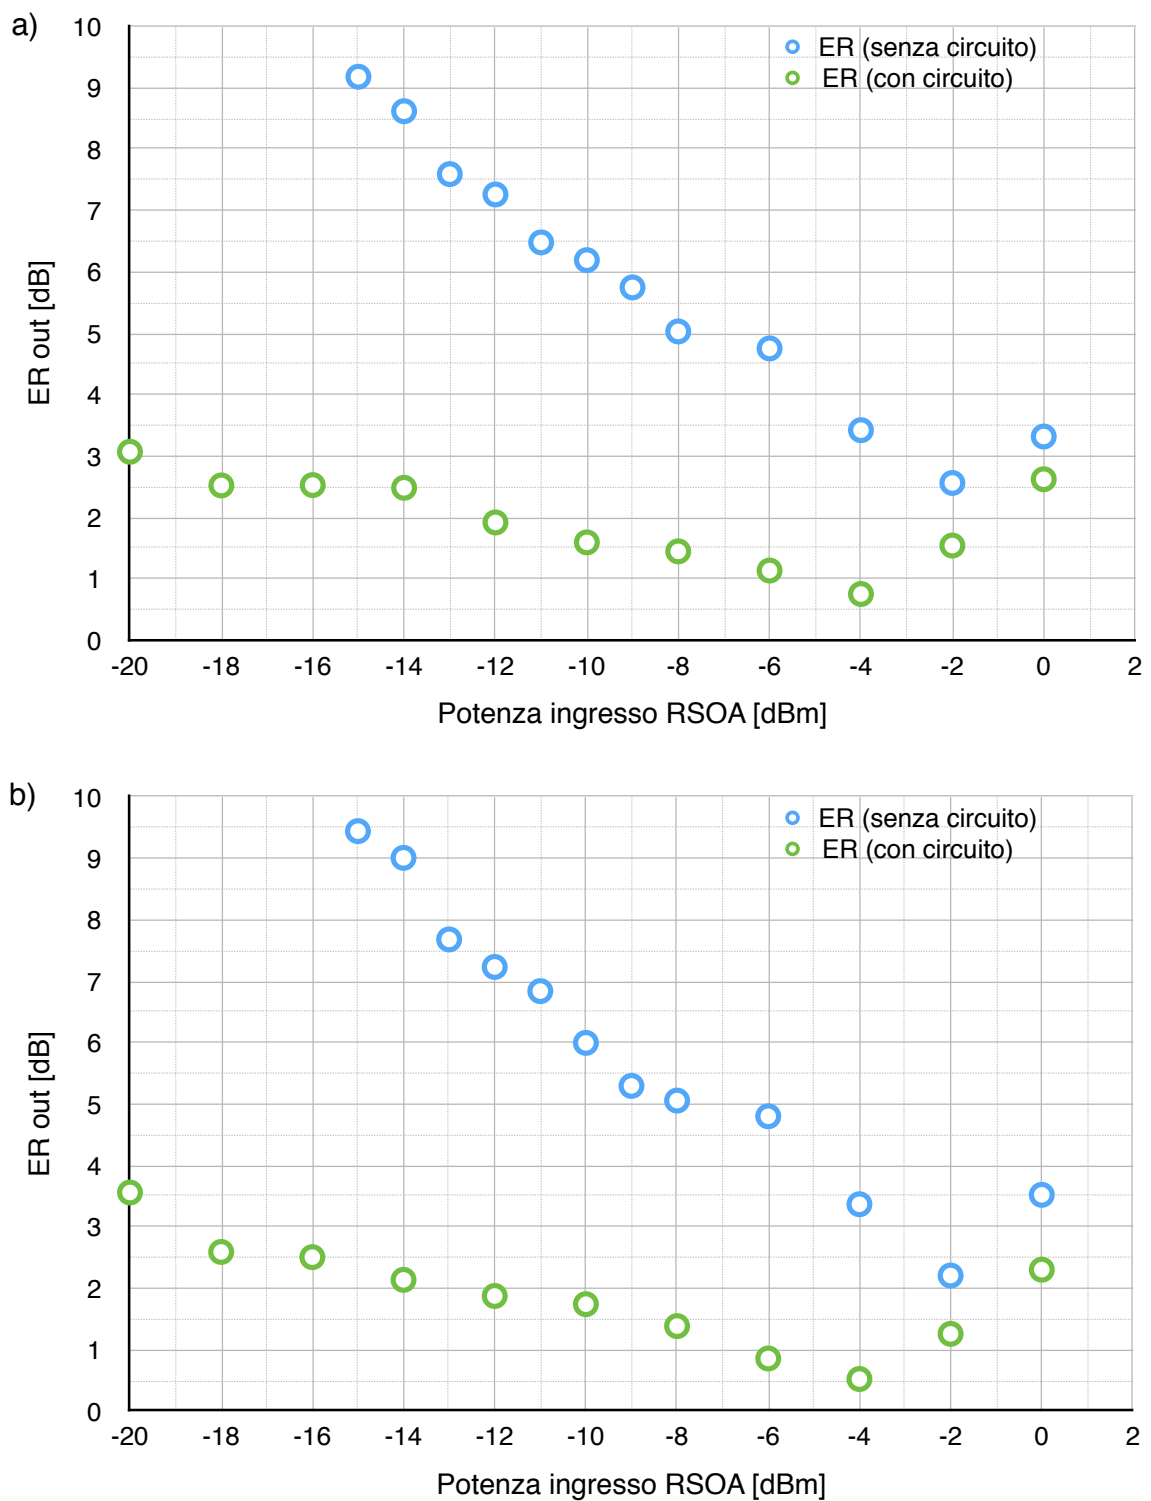 a)
ER (senza circuito)
ER (con circuito)
10
9
8
7
6
5
4
3
2
1
0
ER out [dB]
-20 -18 -16 -14 -12 -10 -8 -6 -4 -2 0 2
Potenza ingresso RSOA [dBm]
b)
ER (senza circuito)
ER (con circuito)
10
9
8
7
6
5
4
3
2
1
0
ER out [dB]
-20 -18 -16 -14 -12 -10 -8 -6 -4 -2 0 2
Potenza ingresso RSOA [dBm]